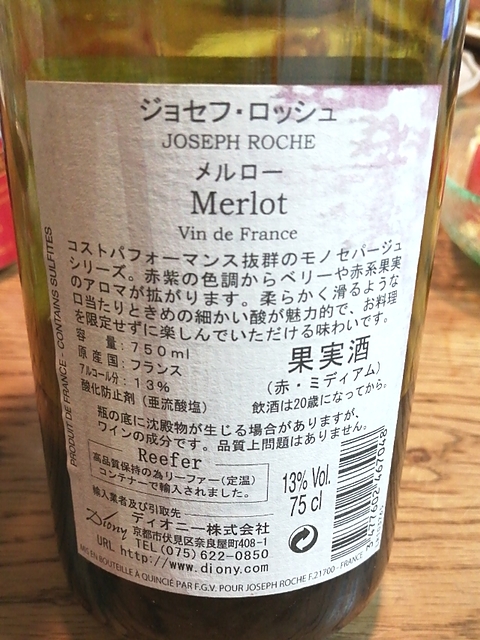 ジョセフ・ロッシュ
JOSEPH ROCHE
メルロー
Merlot
Vin de France
コストパフォーマンス抜群のモノセパージュ
シリーズ。赤紫の色調からベリーや赤系果実
のアロマが拡がります。柔らかく滑るような
口当たりときめの細かい酸が魅力的で、お料理
を限定せずに楽しんでいただける味わいです。
容量:750ml
原産国:フランス
アルコール分:13%
酸化防止剤(亜流酸塩)
果実酒
(赤・ミディアム)
飲酒は20歳になってから。
瓶の底に沈殿物が生じる場合がありますが、
ワインの成分です。品質上問題はありません。
Reefer
高品質保持の為リーファー(定温)
コンテナーで輸入されました。
輸入業者及び引取先
Diony ディオニー株式会社
京都市伏見区奈良屋町408-1
TEL(075)622-0850
URL http://www.diony.com
13% Vol.
75 cl
MIS EN BOUTEILLE À QUINCIÉ PAR F.G.V. POUR JOSEPH ROCHE F.21700 - FRANCE
PRODUIT DE FRANCE - CONTAINS SULFITES